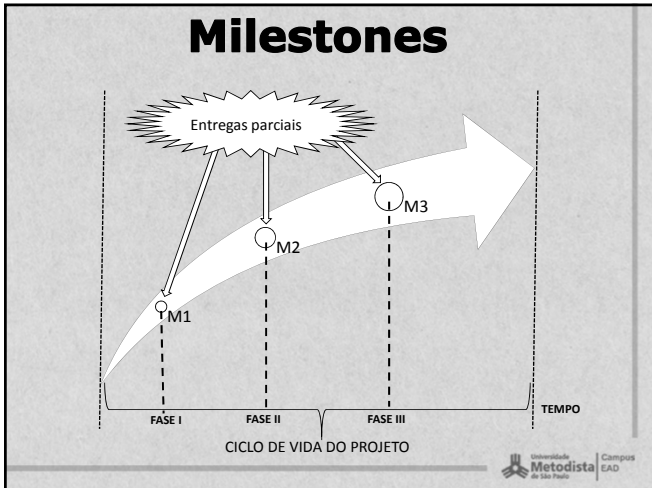 Milestones
Entregas parciais
M3
M2
M1
FASE I
FASE II
FASE III
TEMPO
CICLO DE VIDA DO PROJETO
Universidade
Metodista
de São Paulo
Campus
EAD